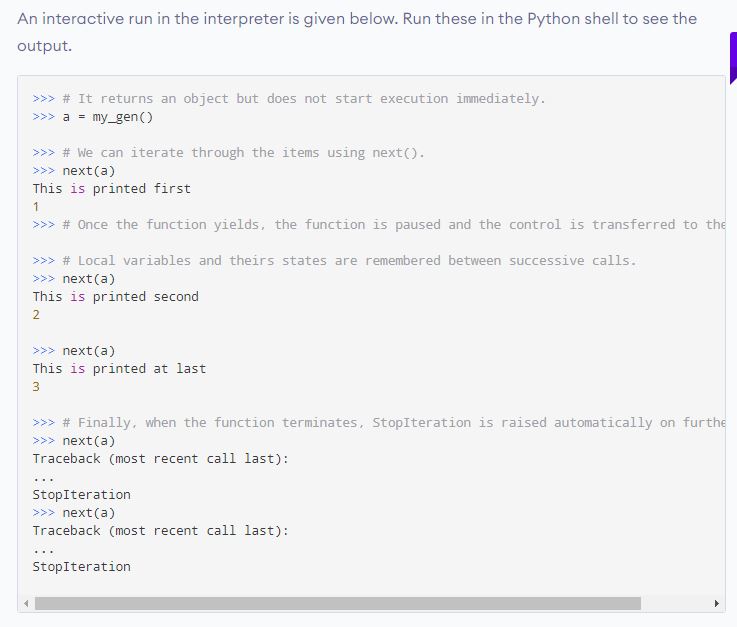 An interactive run in the interpreter is given below. Run these in the Python shell to see the
output.
>>> # It returns an object but does not start execution immediately.
>>> a = my_gen()
>>> # We can iterate through the items using next().
>>> next(a)
This is printed first
1
>>> # Once the function yields, the function is paused and the control is transferred to the
>>> # Local variables and theirs states are remembered between successive calls.
>>> next(a)
This is printed second
2
>>> next(a)
This is printed at last
3
>>> # Finally, when the function terminates, StopIteration is raised automatically on furthe
>>> next(a)
Traceback (most recent call last):
...
StopIteration
>>> next(a)
Traceback (most recent call last):
...
StopIteration